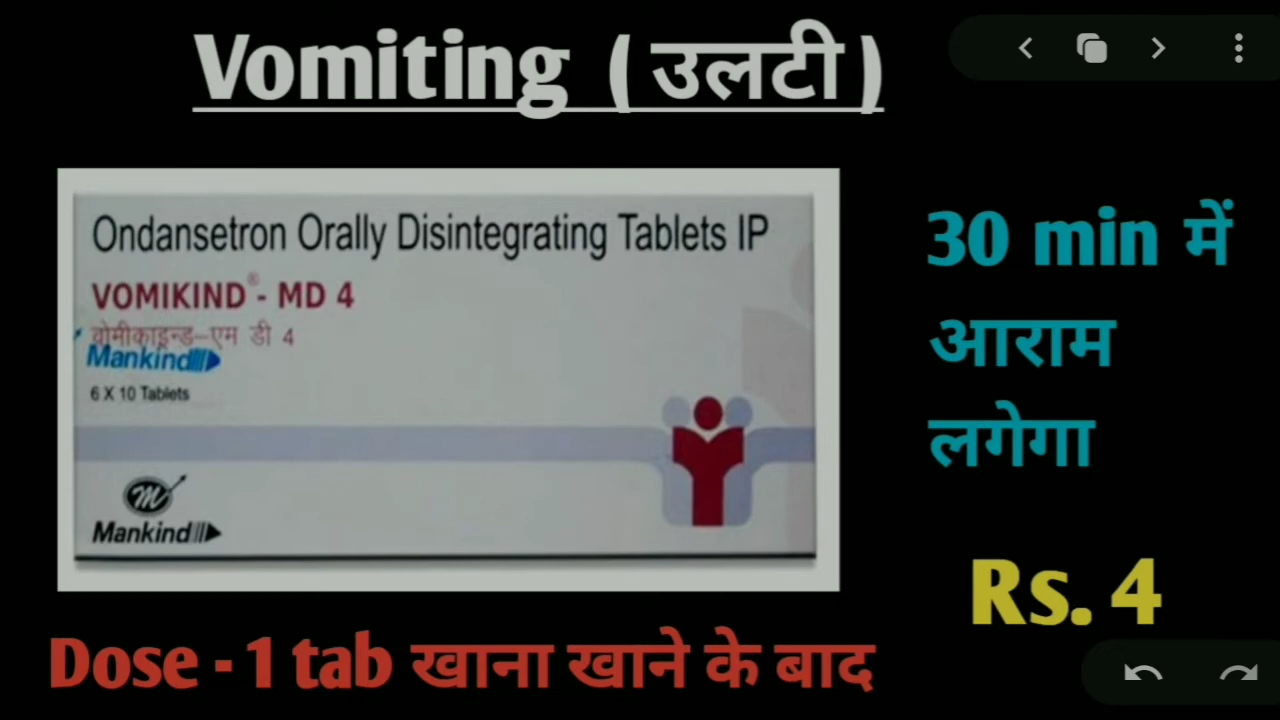 Vomiting (उलटी)
Ondansetron Orally Disintegrating Tablets IP
VOMIKIND® - MD 4
वोमीकाइन्ड-एम डी 4
Mankind
6 X 10 Tablets
Mankind
30 min में
आराम
लगेगा
Rs. 4
Dose - 1 tab खाना खाने के बाद